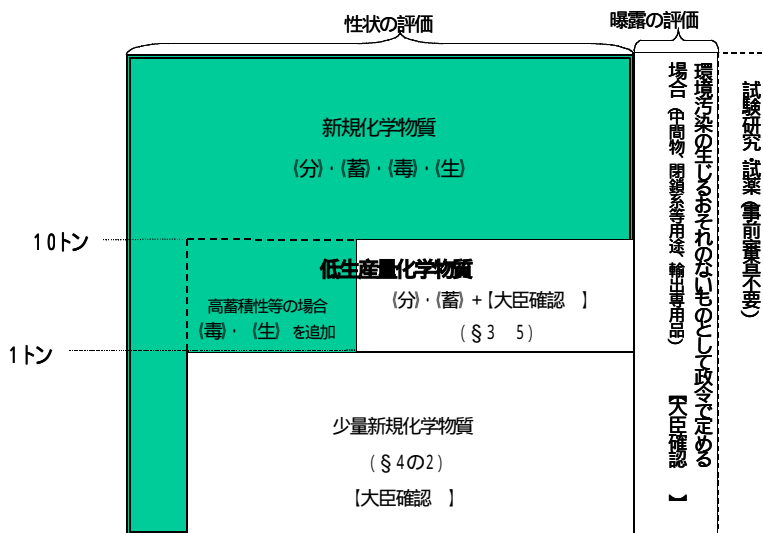 性状の評価
曝露の評価
新規化学物質
(分)・(蓄)・(毒)・(生)
10トン
低生産量化学物質
高蓄積性等の場合
(毒)・ (生) を追加
(分)・(蓄) +【大臣確認 】
(§3 5)
1トン
少量新規化学物質
(§4の2)
【大臣確認 】
環境汚染の生じるおそれのないものとして政令で定める
場合(中間物、閉鎖系等用途、輸出専用品) 【大臣確認 】
試験研究・試薬(事前審査不要)